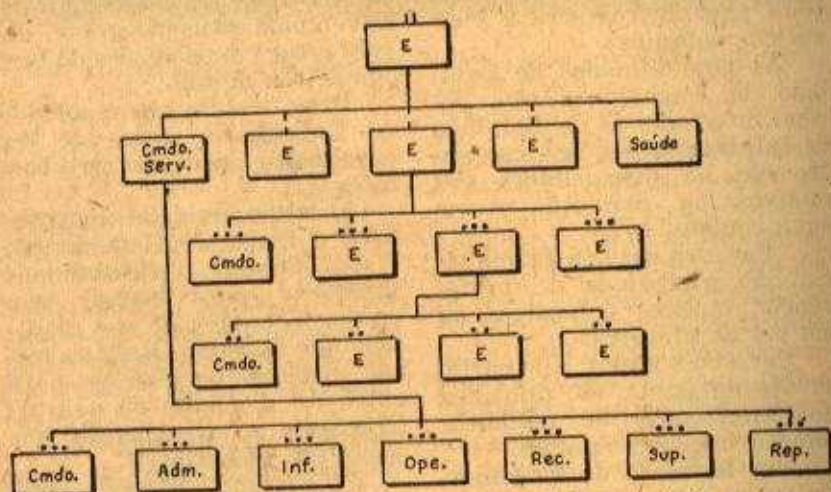 E
Cmdo.
Serv.
E
E
E
Saúde
Cmdo.
E
E
E
Cmdo.
E
E
E
Cmdo.
Adm.
Inf.
Ope.
Rec.
Sup.
Rep.